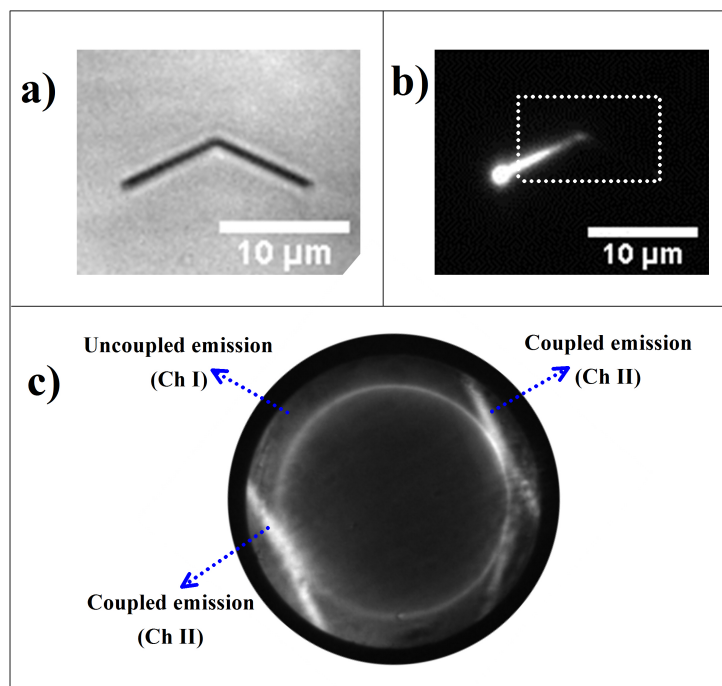 a)
10 µm
b)
10 µm
c)
Uncoupled emission
(Ch I)
Coupled emission
(Ch II)
Coupled emission
(Ch II)